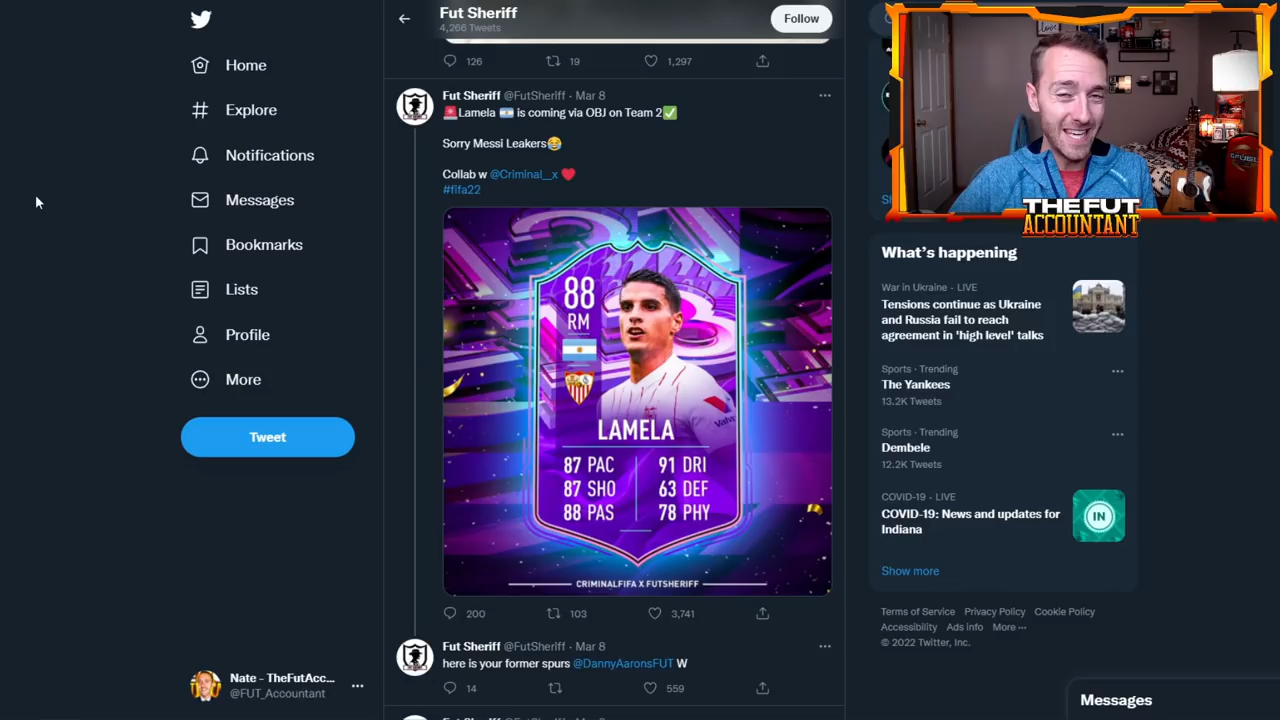 Home
Explore
Notifications
Messages
Bookmarks
Lists
Profile
More
Tweet
Nate - TheFutAcc...
@FUT_Accountant
Fut Sheriff
4,266 Tweets
Follow
126
19
1,297
Fut Sheriff @FutSheriff · Mar 8
🚨Lamela 🇦🇷 is coming via OBJ on Team 2✅
Sorry Messi Leakers😂
Collab w @Criminal__x ❤️
#fifa22
88
RM
LAMELA
87 PAC 91 DRI
87 SHO 63 DEF
88 PAS 78 PHY
CRIMINALFIFA X FUTSHERIFF
200
103
3,741
Fut Sheriff @FutSheriff · Mar 8
here is your former spurs @DannyAaronsFUT W
14
559
THE FUT
ACCOUNTANT
What's happening
War in Ukraine · LIVE
Tensions continue as Ukraine
and Russia fail to reach
agreement in 'high level' talks
Sports · Trending
The Yankees
13.2K Tweets
Sports · Trending
Dembele
12.2K Tweets
COVID-19 · LIVE
COVID-19: News and updates for
Indiana
IN
Show more
Terms of Service Privacy Policy Cookie Policy
Accessibility Ads info More ···
© 2022 Twitter, Inc.
Messages